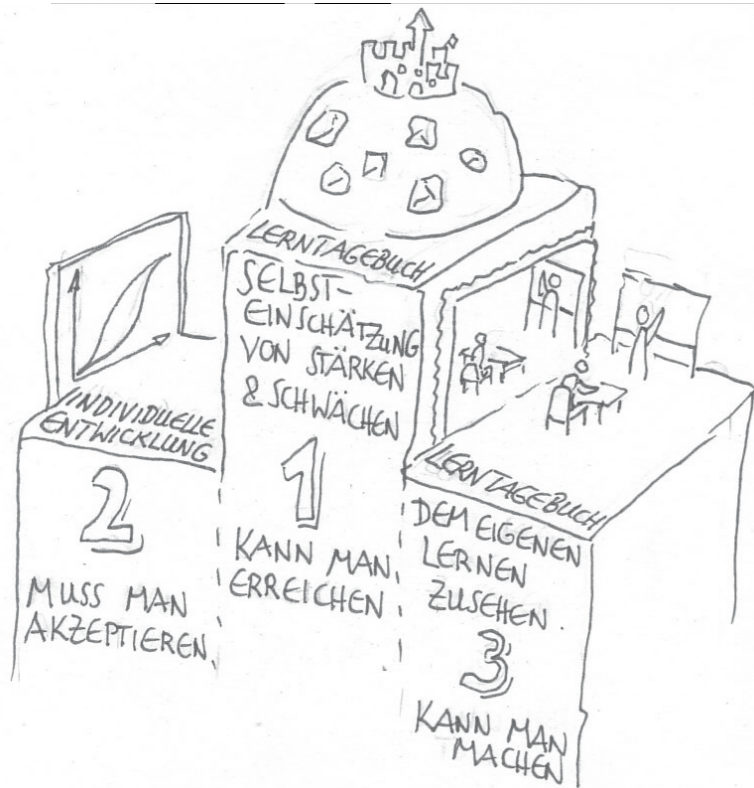 LERNTAGEBUCH
SELBST-
EINSCHÄTZUNG
VON STÄRKEN
& SCHWÄCHEN
1
KANN MAN
ERREICHEN
INDIVIDUELLE
ENTWICKLUNG
2
MUSS MAN
AKZEPTIEREN.
LERNTAGEBUCH
DEM EIGENEN
LERNEN
ZUSEHEN.
3
KANN MAN
MACHEN